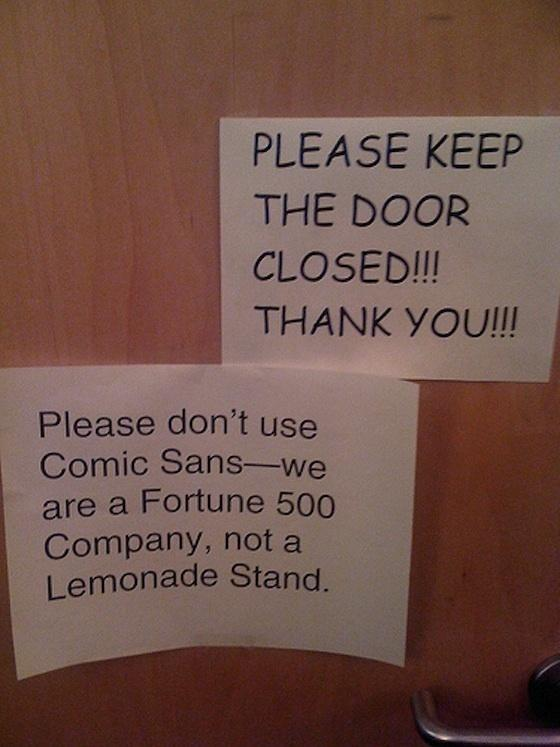 PLEASE KEEP
THE DOOR
CLOSED!!!
THANK YOU!!!
Please don't use
Comic Sans—we
are a Fortune 500
Company, not a
Lemonade Stand.